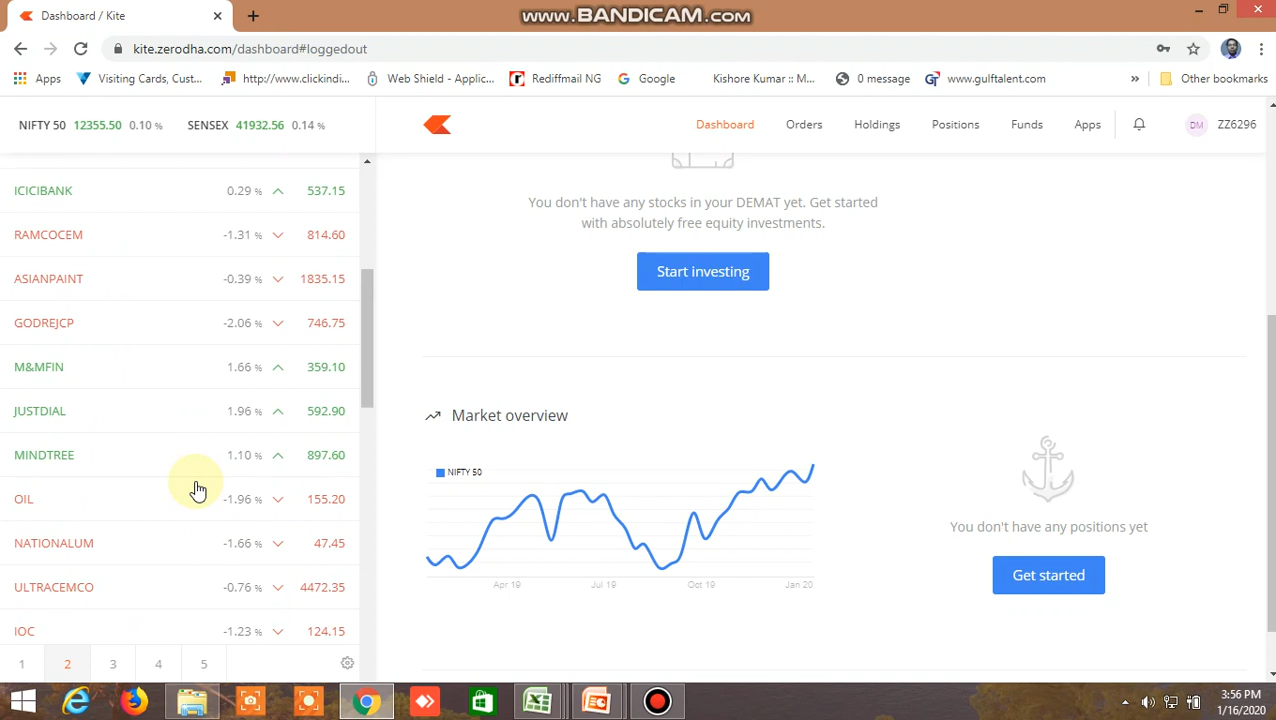 Dashboard / Kite
www.BANDICAM.com
kite.zerodha.com/dashboard#loggedout
Apps
Visiting Cards, Cust...
http://www.clickindi...
Web Shield - Applic...
Rediffmail NG
Google
Kishore Kumar :: M...
0 message
www.gulftalent.com
»
Other bookmarks
NIFTY 50 12355.50 0.10 %
SENSEX 41932.56 0.14 %
Dashboard
Orders
Holdings
Positions
Funds
Apps
DM
ZZ6296
ICICIBANK 0.29 % 537.15
RAMCOCEM -1.31 % 814.60
ASIANPAINT -0.39 % 1835.15
GODREJCP -2.06 % 746.75
M&MFIN 1.66 % 359.10
JUSTDIAL 1.96 % 592.90
MINDTREE 1.10 % 897.60
OIL -1.96 % 155.20
NATIONALUM -1.66 % 47.45
ULTRACEMCO -0.76 % 4472.35
IOC -1.23 % 124.15
1 2 3 4 5
You don't have any stocks in your DEMAT yet. Get started
with absolutely free equity investments.
Start investing
Market overview
NIFTY 50
Apr 19 Jul 19 Oct 19 Jan 20
You don't have any positions yet
Get started
3:56 PM
1/16/2020